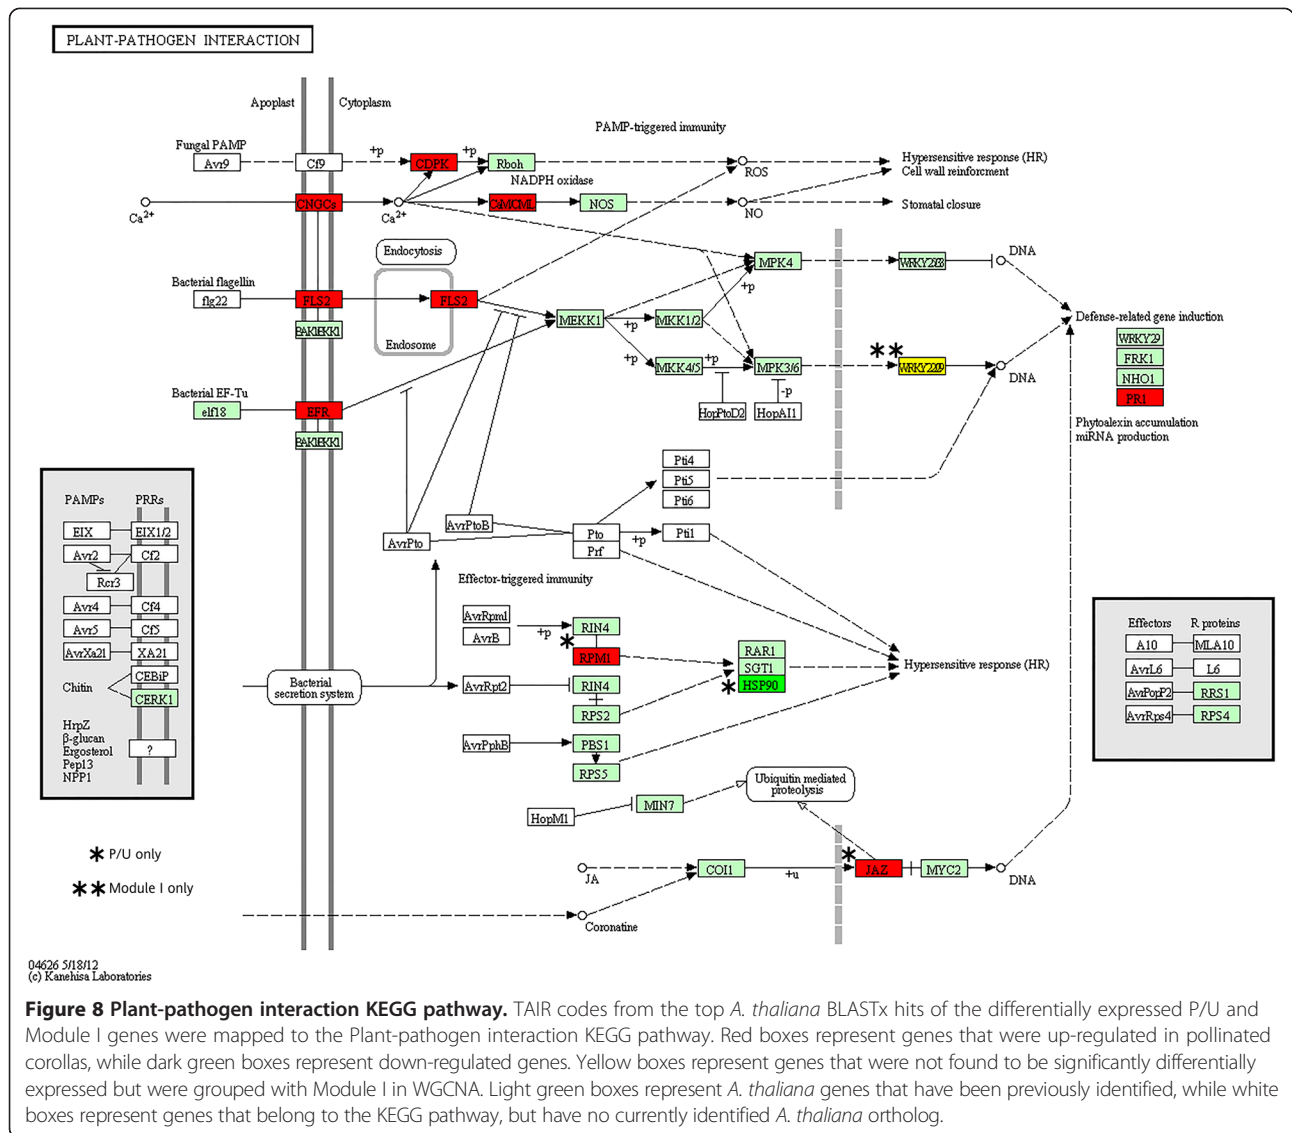 PLANT-PATHOGEN INTERACTION
Apoplast
Cytoplasm
PAMP-triggered immunity
Fungal PAMP
Avr9
Cf9
+p
CDPK
+p
Rboh
NADPH oxidase
ROS
Hypersensitive response (HR)
Cell wall reinforcment
Ca2+
CNGCs
Ca2+
CaMCML
NOS
NO
Stomatal closure
Endocytosis
MPK4
DNA
Bacterial flagellin
flg22
FLS2
FLS2
Endosome
MEKK1
+p
MKK1/2
+p
Defense-related gene induction
WRKY29
FRK1
NHO1
PR1
Phytoalexin accumulation
miRNA production
+p
MKK4/5
+p
MPK3/6
-p
**
DNA
HopPtoD2
HopAI1
Bacterial EF-Tu
elf18
EFR
PAMPs
PRRs
EIX
EIX1/2
Avr2
Cf2
Rcr3
Avr4
Cf4
Avr5
Cf5
AvrXa21
XA21
Chitin
CEBiP
CERK1
HrpZ
β-glucan
Ergosterol
Pep13
NPP1
?
AvrPto
AvrPtoB
Pto
Prf
+p
Pti4
Pti5
Pti6
Pti1
Effector-triggered immunity
AvrRpm1
AvrB
+p
RIN4
*
RPM1
RAR1
SGT1
* HSP90
Hypersensitive response (HR)
Bacterial
secretion system
AvrRpt2
RIN4
RPS2
AvrPphB
PBS1
RPS5
Effectors
R proteins
A10
MLA10
AvrL6
L6
AvrPopP2
RRS1
AvrRps4
RPS4
HopM1
MIN7
Ubiquitin mediated
proteolysis
JA
COI1
+u
*
JAZ
MYC2
DNA
Coronatine
* P/U only
** Module I only
04626 5/18/12
(c) Kanehisa Laboratories
Figure 8 Plant-pathogen interaction KEGG pathway. TAIR codes from the top A. thaliana BLASTx hits of the differentially expressed P/U and
Module I genes were mapped to the Plant-pathogen interaction KEGG pathway. Red boxes represent genes that were up-regulated in pollinated
corollas, while dark green boxes represent down-regulated genes. Yellow boxes represent genes that were not found to be significantly differentially
expressed but were grouped with Module I in WGCNA. Light green boxes represent A. thaliana genes that have been previously identified, while white
boxes represent genes that belong to the KEGG pathway, but have no currently identified A. thaliana ortholog.